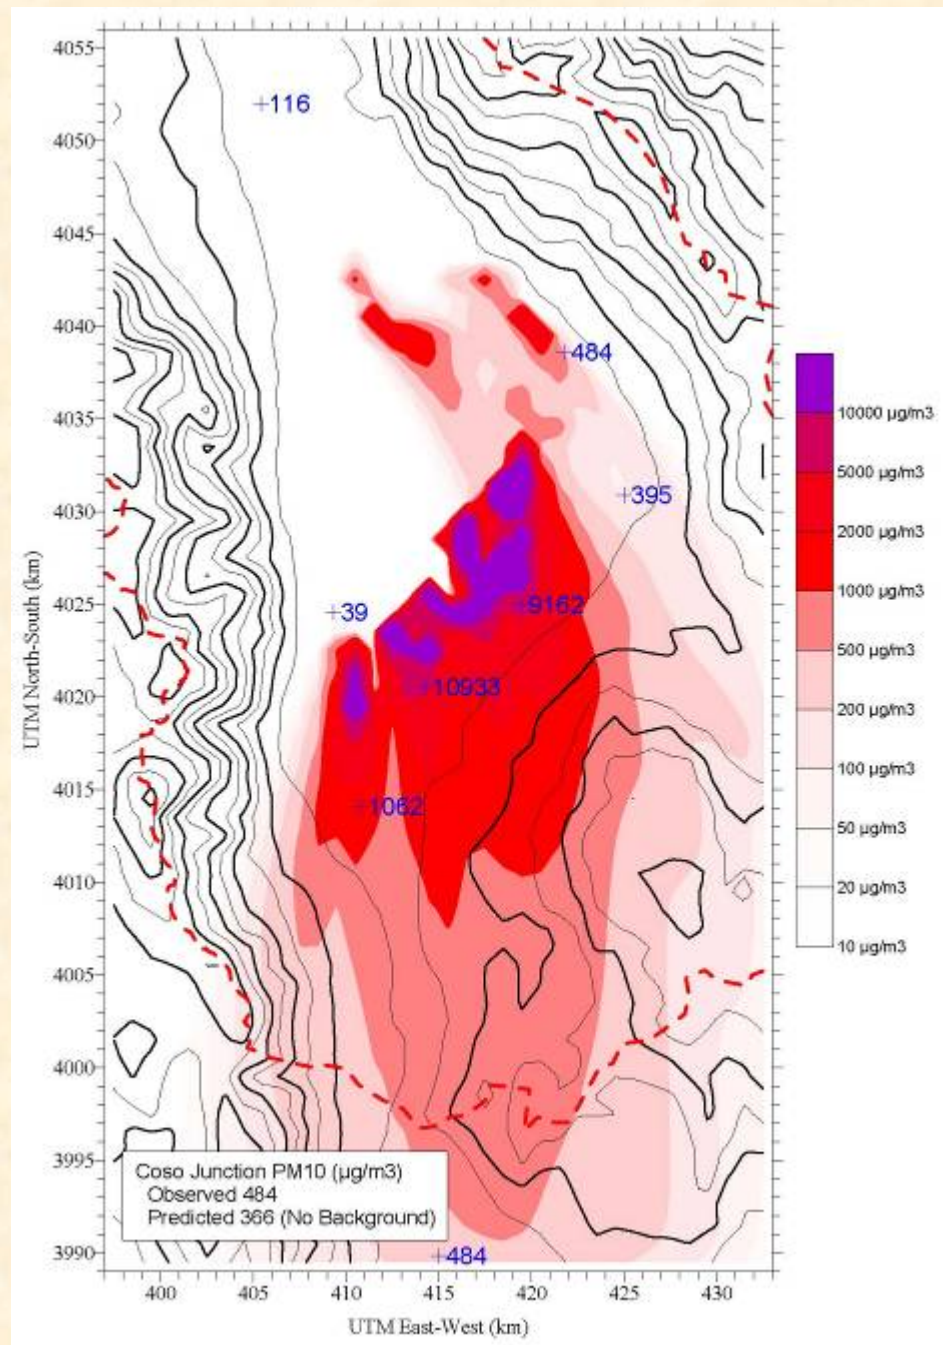 4055
4050
4045
4040
4035
4030
4025
4020
4015
4010
4005
4000
3995
3990
UTM North-South (km)
+116
+484
+395
+39
+9162
+10933
+1062
+484
10000 µg/m3
5000 µg/m3
2000 µg/m3
1000 µg/m3
500 µg/m3
200 µg/m3
100 µg/m3
50 µg/m3
20 µg/m3
10 µg/m3
Coso Junction PM10 (µg/m3)
Observed 484
Predicted 366 (No Background)
400 405 410 415 420 425 430
UTM East-West (km)